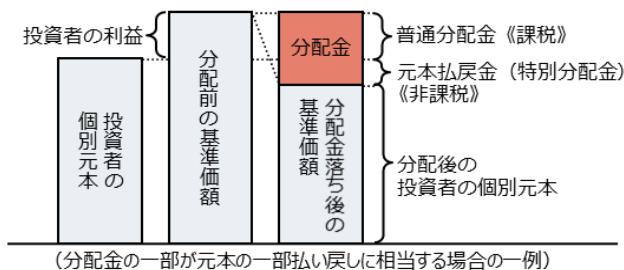 投資者の利益
投資者の
個別元本
分配前の基準価額
分配金
分配金落ち後の
基準価額
普通分配金《課税》
元本払戻金（特別分配金）
《非課税》
分配後の
投資者の個別元本
（分配金の一部が元本の一部払い戻しに相当する場合の一例）